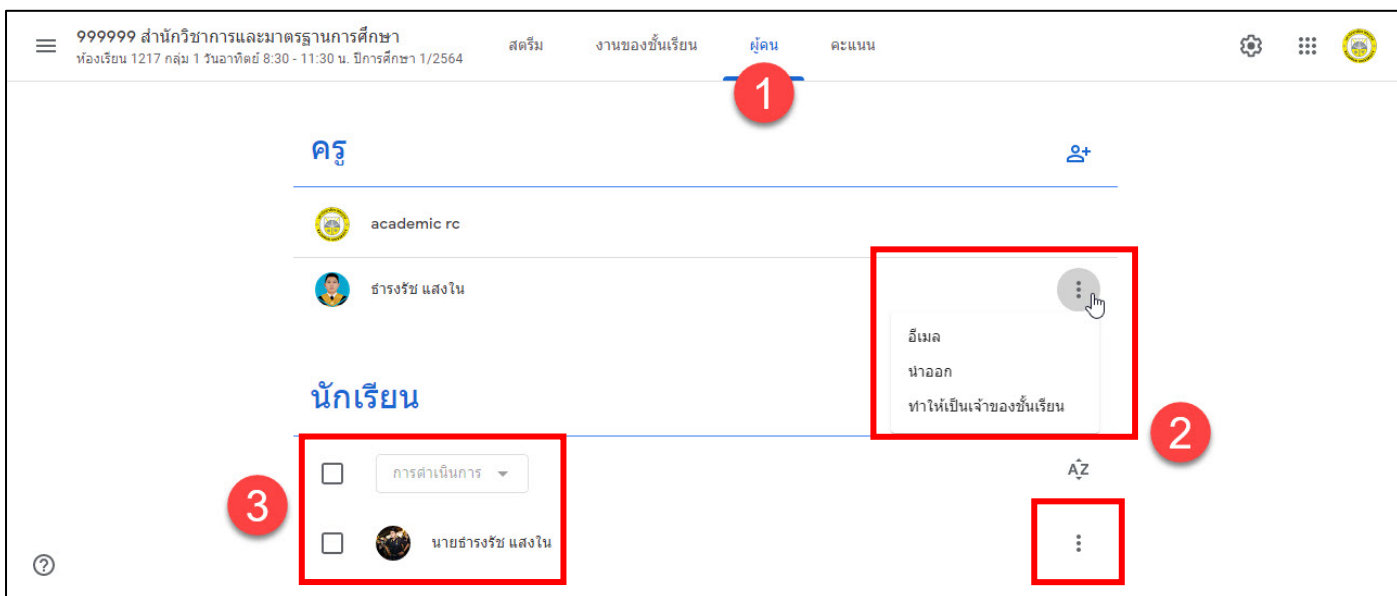 999999 สำนักวิชาการและมาตรฐานการศึกษา
ห้องเรียน 1217 กลุ่ม 1 วันอาทิตย์ 8:30 - 11:30 น. ปีการศึกษา 1/2564
สตรีม
งานของชั้นเรียน
ผู้คน
คะแนน
1
ครู
academic rc
ธำรงรัช แสงใน
อีเมล
นำออก
ทำให้เป็นเจ้าของชั้นเรียน
2
นักเรียน
การดำเนินการ
AZ
3
นายธำรงรัช แสงใน